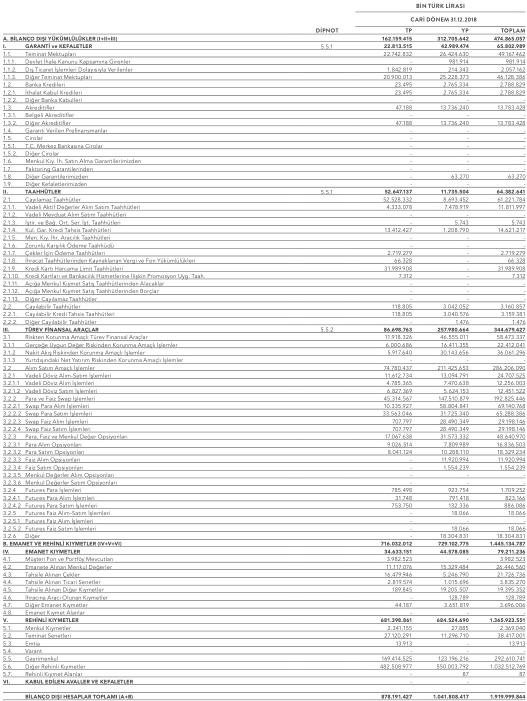 BİN TÜRK LİRASI
CARİ DÖNEM 31.12.2018
DİPNOT TP YP TOPLAM
A. BİLANÇO DIŞI YÜKÜMLÜLÜKLER (I+II+III) 162.159.415 312.705.642 474.865.057
I. GARANTİ ve KEFALETLER 5.5.1 22.813.515 42.989.474 65.802.989
1.1. Teminat Mektupları 22.742.832 26.424.630 49.167.462
1.1.1. Devlet İhale Kanunu Kapsamına Girenler - 981.914 981.914
1.1.2. Dış Ticaret İşlemleri Dolayısıyla Verilenler 1.842.819 214.343 2.057.162
1.1.3. Diğer Teminat Mektupları 20.900.013 25.228.373 46.128.386
1.2. Banka Kredileri 23.495 2.765.334 2.788.829
1.2.1. İthalat Kabul Kredileri 23.495 2.765.334 2.788.829
1.2.2. Diğer Banka Kabulleri - - -
1.3. Akreditifler 47.188 13.736.240 13.783.428
1.3.1. Belgeli Akreditifler - - -
1.3.2. Diğer Akreditifler 47.188 13.736.240 13.783.428
1.4. Garanti Verilen Prefinansmanlar - - -
1.5. Cirolar - - -
1.5.1. T.C. Merkez Bankasına Cirolar - - -
1.5.2. Diğer Cirolar - - -
1.6. Menkul Kıy. İh. Satın Alma Garantilerimizden - - -
1.7. Faktoring Garantilerinden - - -
1.8. Diğer Garantilerimizden - 63.270 63.270
1.9. Diğer Kefaletlerimizden - - -
II. TAAHHÜTLER 5.5.1 52.647.137 11.735.504 64.382.641
2.1. Cayılamaz Taahhütler 52.528.332 8.693.452 61.221.784
2.1.1. Vadeli Aktif Değerler Alım Satım Taahhütleri 4.333.078 7.478.919 11.811.997
2.1.2. Vadeli Mevduat Alım Satım Taahhütleri - - -
2.1.3. İştir. ve Bağ. Ort. Ser. İşt. Taahhütleri - 5.743 5.743
2.1.4. Kul. Gar. Kredi Tahsis Taahhütleri 13.412.427 1.208.790 14.621.217
2.1.5. Men. Kıy. İhr. Aracılık Taahhütleri - - -
2.1.6. Zorunlu Karşılık Ödeme Taahhüdü - - -
2.1.7. Çekler İçin Ödeme Taahhütleri 2.719.279 - 2.719.279
2.1.8. İhracat Taahhütlerinden Kaynaklanan Vergi ve Fon Yükümlülükleri 66.328 - 66.328
2.1.9. Kredi Kartı Harcama Limit Taahhütleri 31.989.908 - 31.989.908
2.1.10. Kredi Kartları ve Bankacılık Hizmetlerine İlişkin Promosyon Uyg. Taah. 7.312 - 7.312
2.1.11. Açığa Menkul Kıymet Satış Taahhütlerinden Alacaklar - - -
2.1.12. Açığa Menkul Kıymet Satış Taahhütlerinden Borçlar - - -
2.1.13. Diğer Cayılamaz Taahhütler - - -
2.2. Cayılabilir Taahhütler 118.805 3.042.052 3.160.857
2.2.1. Cayılabilir Kredi Tahsis Taahhütleri 118.805 3.040.576 3.159.381
2.2.2. Diğer Cayılabilir Taahhütler - 1.476 1.476
III. TÜREV FİNANSAL ARAÇLAR 5.5.2 86.698.763 257.980.664 344.679.427
3.1 Riskten Korunma Amaçlı Türev Finansal Araçlar 11.918.326 46.555.011 58.473.337
3.1.1 Gerçeğe Uygun Değer Riskinden Korunma Amaçlı İşlemler 6.000.686 16.411.355 22.412.041
3.1.2 Nakit Akış Riskinden Korunma Amaçlı İşlemler 5.917.640 30.143.656 36.061.296
3.1.3 Yurtdışındaki Net Yatırım Riskinden Korunma Amaçlı İşlemler - - -
3.2 Alım Satım Amaçlı İşlemler 74.780.437 211.425.653 286.206.090
3.2.1 Vadeli Döviz Alım-Satım İşlemleri 11.612.734 13.094.791 24.707.525
3.2.1.1 Vadeli Döviz Alım İşlemleri 4.785.365 7.470.638 12.256.003
3.2.1.2 Vadeli Döviz Satım İşlemleri 6.827.369 5.624.153 12.451.522
3.2.2 Para ve Faiz Swap İşlemleri 45.314.567 147.510.879 192.825.446
3.2.2.1 Swap Para Alım İşlemleri 10.335.927 58.804.841 69.140.768
3.2.2.2 Swap Para Satım İşlemleri 33.563.046 31.725.340 65.288.386
3.2.2.3 Swap Faiz Alım İşlemleri 707.797 28.490.349 29.198.146
3.2.2.4 Swap Faiz Satım İşlemleri 707.797 28.490.349 29.198.146
3.2.3 Para, Faiz ve Menkul Değer Opsiyonları 17.067.638 31.573.332 48.640.970
3.2.3.1 Para Alım Opsiyonları 9.026.514 7.809.989 16.836.503
3.2.3.2 Para Satım Opsiyonları 8.041.124 10.288.110 18.329.234
3.2.3.3 Faiz Alım Opsiyonları - 11.920.994 11.920.994
3.2.3.4 Faiz Satım Opsiyonları - 1.554.239 1.554.239
3.2.3.5 Menkul Değerler Alım Opsiyonları - - -
3.2.3.6 Menkul Değerler Satım Opsiyonları - - -
3.2.4 Futures Para İşlemleri 785.498 923.754 1.709.252
3.2.4.1 Futures Para Alım İşlemleri 31.748 791.418 823.166
3.2.4.2 Futures Para Satım İşlemleri 753.750 132.336 886.086
3.2.5 Futures Faiz Alım-Satım İşlemleri - 18.066 18.066
3.2.5.1 Futures Faiz Alım İşlemleri - - -
3.2.5.2 Futures Faiz Satım İşlemleri - 18.066 18.066
3.2.6 Diğer - 18.304.831 18.304.831
B. EMANET VE REHİNLİ KIYMETLER (IV+V+VI) 716.032.012 729.102.775 1.445.134.787
IV. EMANET KIYMETLER 34.633.151 44.578.085 79.211.236
4.1. Müşteri Fon ve Portföy Mevcutları 3.982.523 - 3.982.523
4.2. Emanete Alınan Menkul Değerler 11.117.076 15.329.484 26.446.560
4.3. Tahsile Alınan Çekler 16.479.946 5.246.790 21.726.736
4.4. Tahsile Alınan Ticari Senetler 2.819.574 1.015.696 3.835.270
4.5. Tahsile Alınan Diğer Kıymetler 189.845 19.205.507 19.395.352
4.6. İhracına Aracı Olunan Kıymetler - 128.789 128.789
4.7. Diğer Emanet Kıymetler 44.187 3.651.819 3.696.006
4.8. Emanet Kıymet Alanlar - - -
V. REHİNLİ KIYMETLER 681.398.861 684.524.690 1.365.923.551
5.1. Menkul Kıymetler 2.341.155 27.885 2.369.040
5.2. Teminat Senetleri 27.120.291 11.296.710 38.417.001
5.3. Emtia 13.913 - 13.913
5.4. Varant - - -
5.5. Gayrimenkul 169.414.525 123.196.216 292.610.741
5.6. Diğer Rehinli Kıymetler 482.508.977 550.003.792 1.032.512.769
5.7. Rehinli Kıymet Alanlar - 87 87
VI. KABUL EDİLEN AVALLER VE KEFALETLER - - -
BİLANÇO DIŞI HESAPLAR TOPLAMI (A+B) 878.191.427 1.041.808.417 1.919.999.844